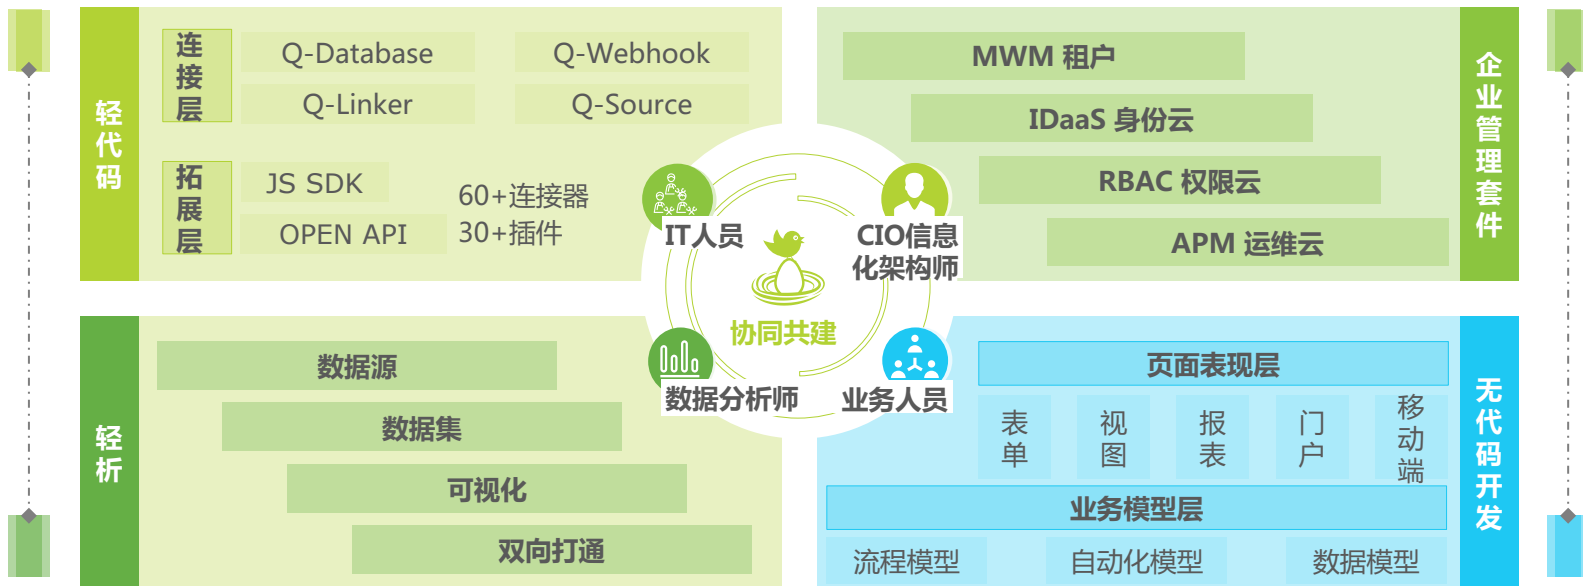 轻代码
连接层
Q-Database
Q-Webhook
Q-Linker
Q-Source
拓展层
JS SDK
OPEN API
60+连接器
30+插件
企业管理套件
MWM 租户
IDaaS 身份云
RBAC 权限云
APM 运维云
IT人员
CIO信息
化架构师
协同共建
数据分析师
业务人员
轻析
数据源
数据集
可视化
双向打通
无代码开发
页面表现层
表单
视图
报表
门户
移动端
业务模型层
流程模型
自动化模型
数据模型